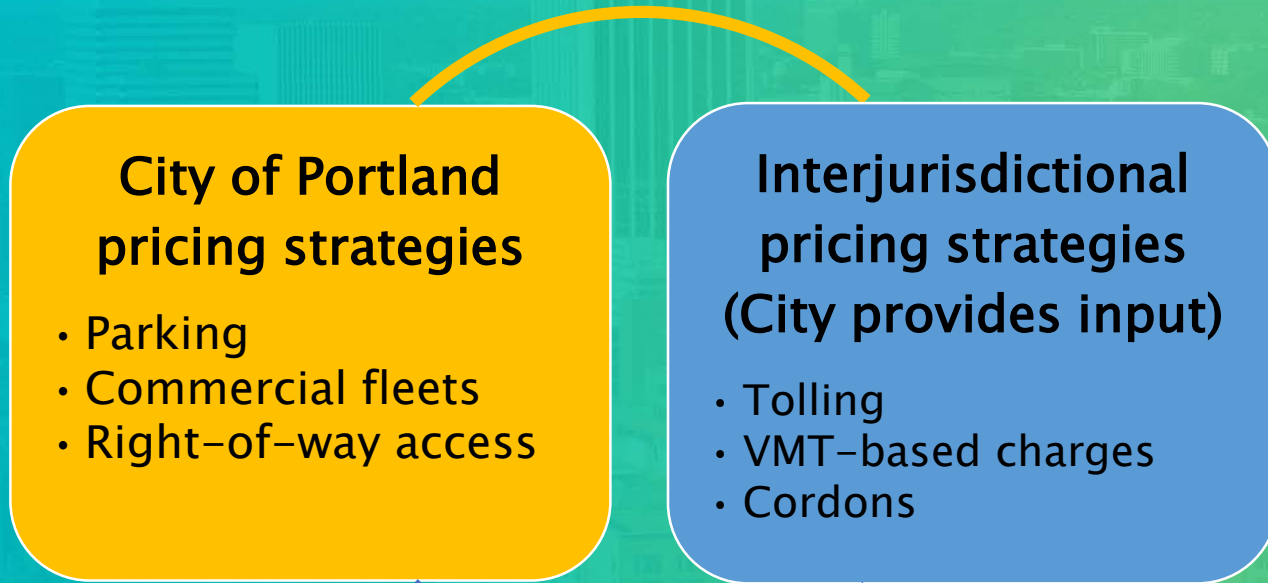 City of Portland
pricing strategies
• Parking
• Commercial fleets
• Right-of-way access
Interjurisdictional
pricing strategies
(City provides input)
• Tolling
• VMT-based charges
• Cordons